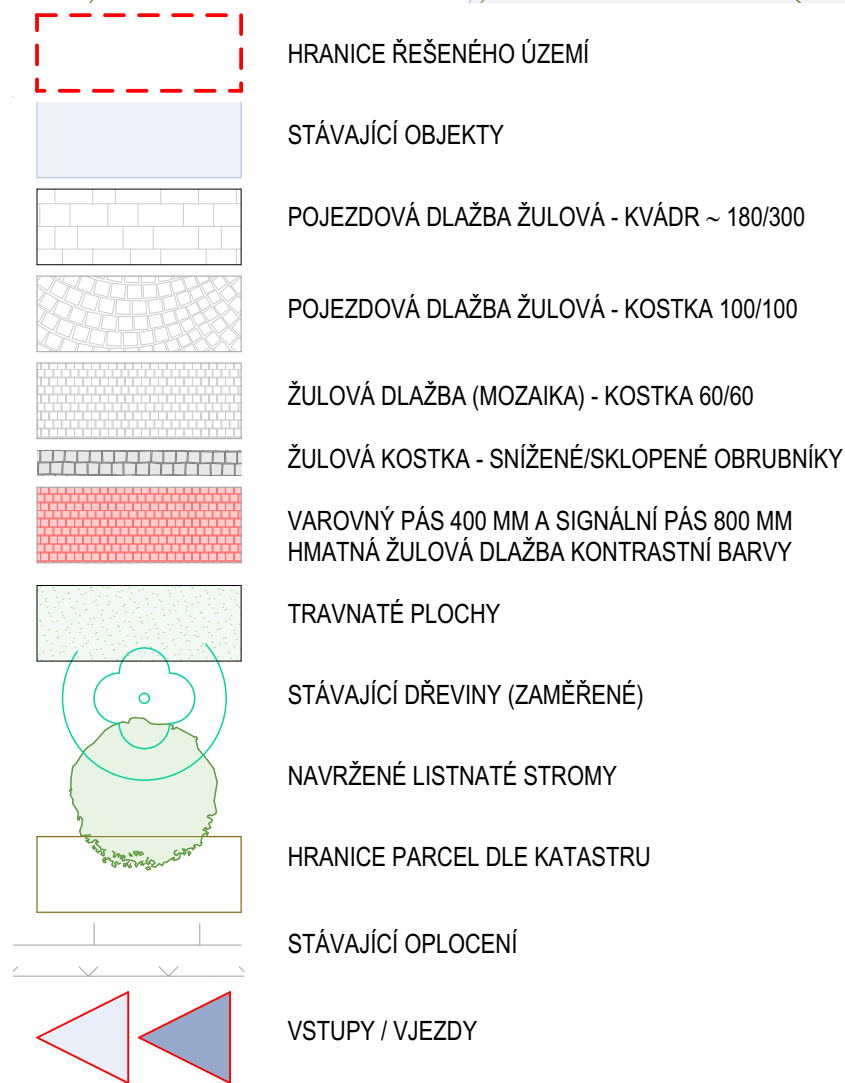 HRANICE ŘEŠENÉHO ÚZEMÍ
STÁVAJÍCÍ OBJEKTY
POJEZDOVÁ DLAŽBA ŽULOVÁ - KVÁDR ~ 180/300
POJEZDOVÁ DLAŽBA ŽULOVÁ - KOSTKA 100/100
ŽULOVÁ DLAŽBA (MOZAIKA) - KOSTKA 60/60
ŽULOVÁ KOSTKA - SNÍŽENÉ/SKLOPENÉ OBRUBNÍKY
VAROVNÝ PÁS 400 MM A SIGNÁLNÍ PÁS 800 MM
HMATNÁ ŽULOVÁ DLAŽBA KONTRASTNÍ BARVY
TRAVNATÉ PLOCHY
STÁVAJÍCÍ DŘEVINY (ZAMĚŘENÉ)
NAVRŽENÉ LISTNATÉ STROMY
HRANICE PARCEL DLE KATASTRU
STÁVAJÍCÍ OPLOCENÍ
VSTUPY / VJEZDY